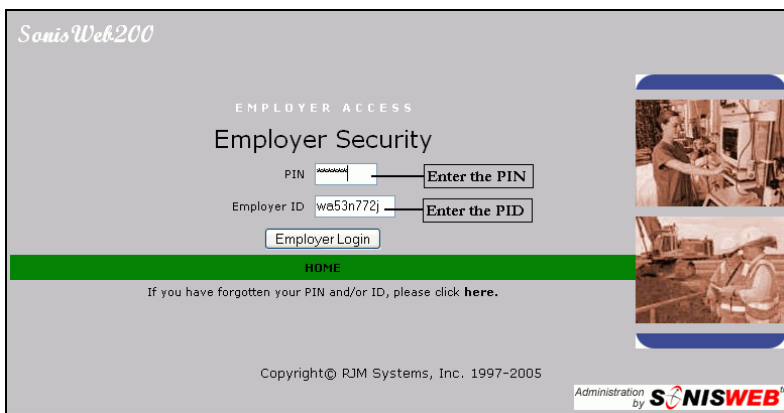 SonisWeb200
EMPLOYER ACCESS
Employer Security
PIN ****** Enter the PIN
Employer ID wa53n772j Enter the PID
Employer Login
HOME
If you have forgotten your PIN and/or ID, please click here.
Copyright© RJM Systems, Inc. 1997-2005
Administration by SONISWEB